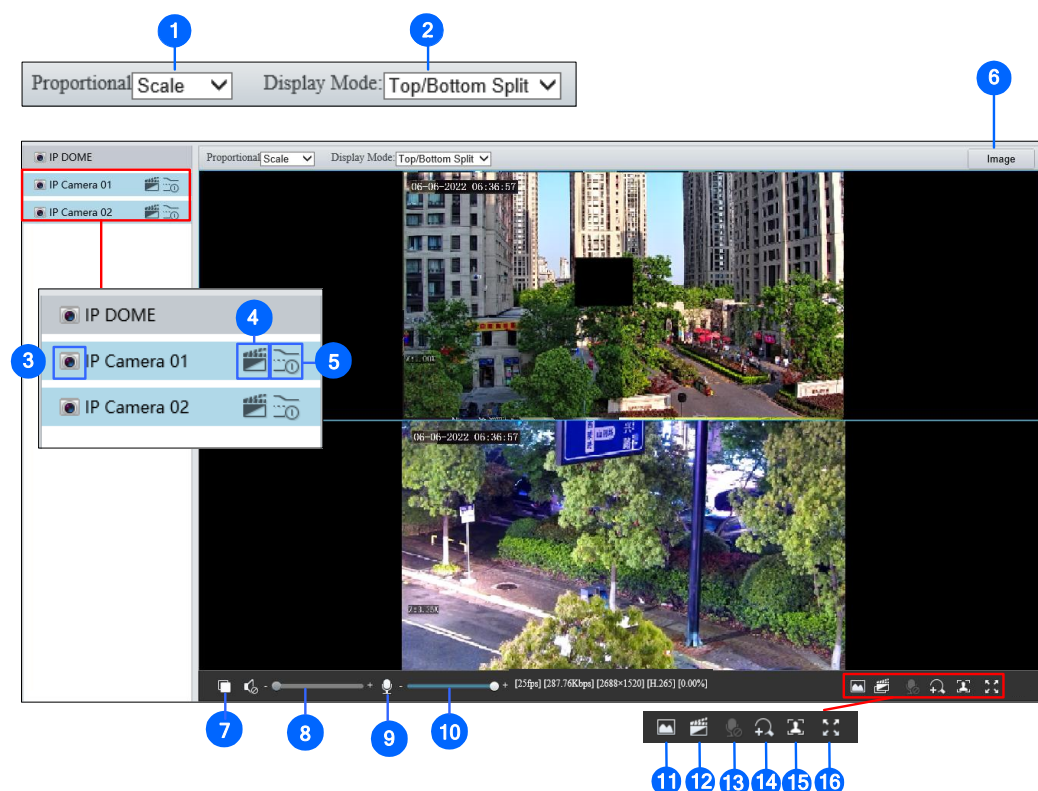 1
2
Proportional Scale Display Mode: Top/Bottom Split
6
IP DOME
Proportional Scale Display Mode: Top/Bottom Split Image
IP Camera 01
IP Camera 02
06-06-2022 06:36:57
IP DOME
4
3
IP Camera 01
5
IP Camera 02
06-06-2022 06:36:57
- + - + [25fps] [287.76Kbps] [2688×1520] [H.265] [0.00%]
7
8
9
10
11
12
13
14
15
16